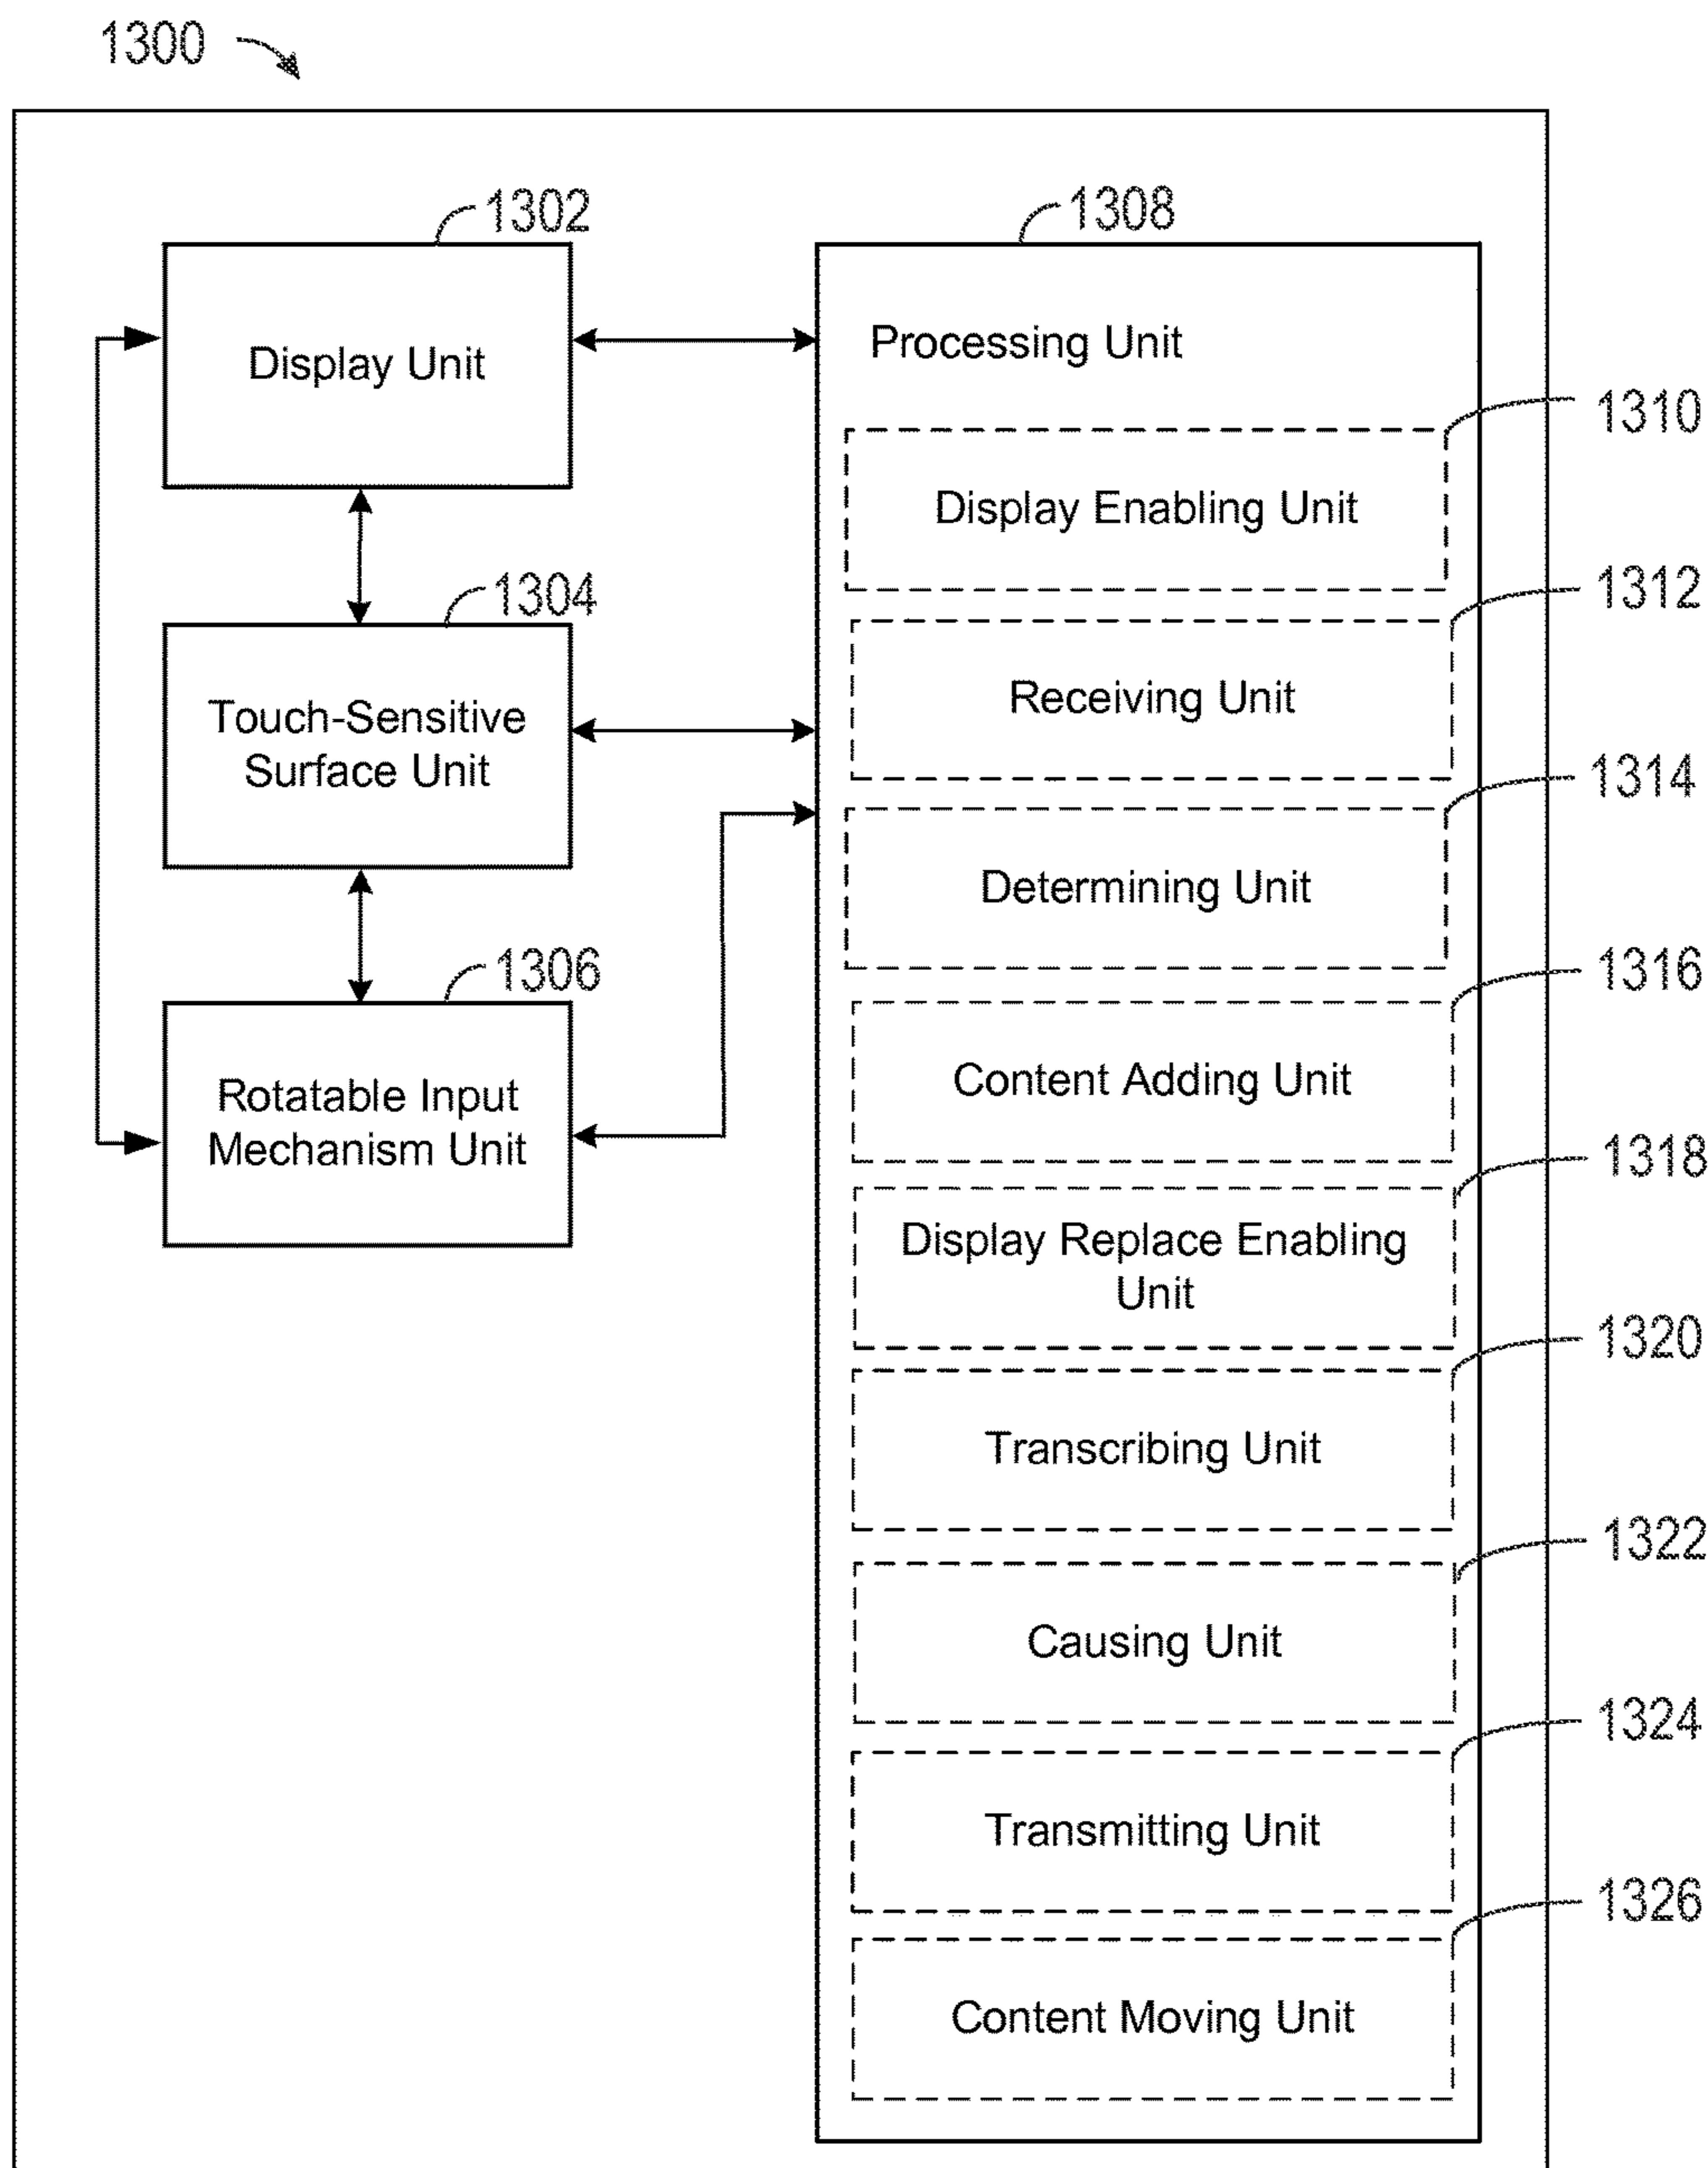 1300
1302
1308
Display Unit
Processing Unit
1310
Display Enabling Unit
1304
1312
Touch-Sensitive
Surface Unit
Receiving Unit
1314
Determining Unit
1306
1316
Rotatable Input
Mechanism Unit
Content Adding Unit
1318
Display Replace Enabling
Unit
1320
Transcribing Unit
1322
Causing Unit
1324
Transmitting Unit
1326
Content Moving Unit